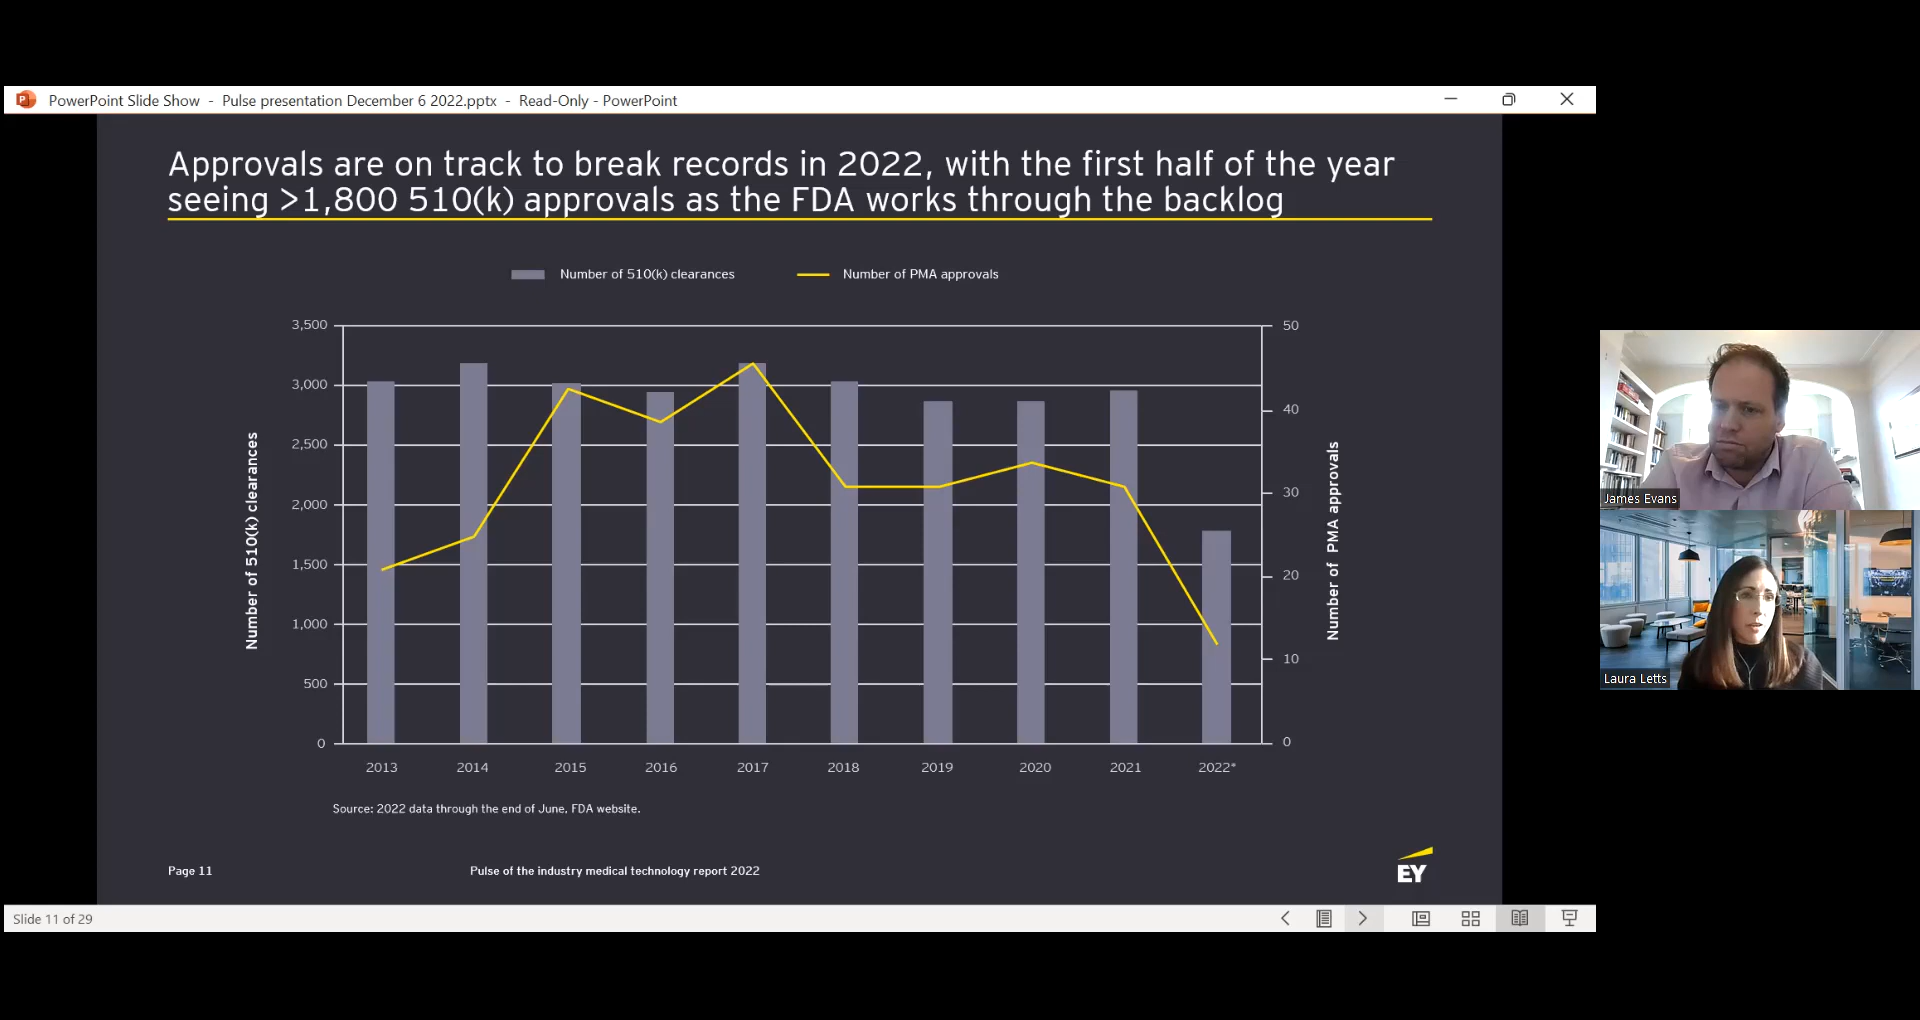 PowerPoint Slide Show - Pulse presentation December 6 2022.pptx - Read-Only - PowerPoint
Approvals are on track to break records in 2022, with the first half of the year
seeing >1,800 510(k) approvals as the FDA works through the backlog
Number of 510(k) clearances
Number of PMA approvals
3,500
3,000
2,500
2,000
1,500
1,000
500
0
Number of 510(k) clearances
50
40
30
20
10
0
Number of PMA approvals
2013 2014 2015 2016 2017 2018 2019 2020 2021 2022*
Source: 2022 data through the end of June, FDA website.
Page 11
Pulse of the industry medical technology report 2022
EY
Slide 11 of 29
James Evans
Laura Letts